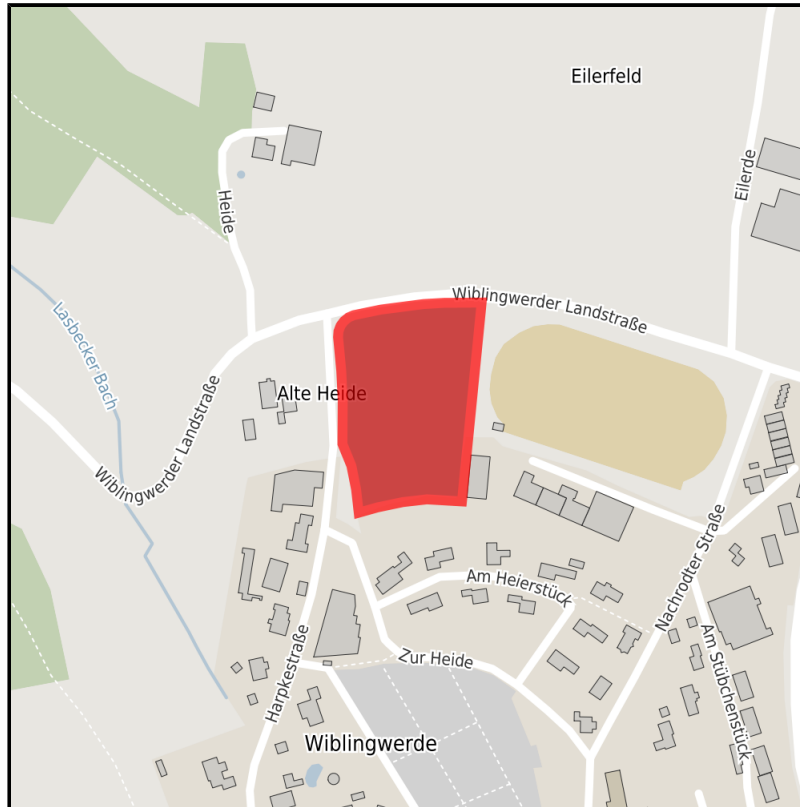 Eilerfeld
Eilerde
Heide
Wiblingwerder Landstraße
Lasbecker Bach
Alte Heide
Wiblingwerder Landstraße
Nachrodter Straße
Am Heierstück
Harpkestraße
Zur Heide
Am Stübchenstück
Wiblingwerde